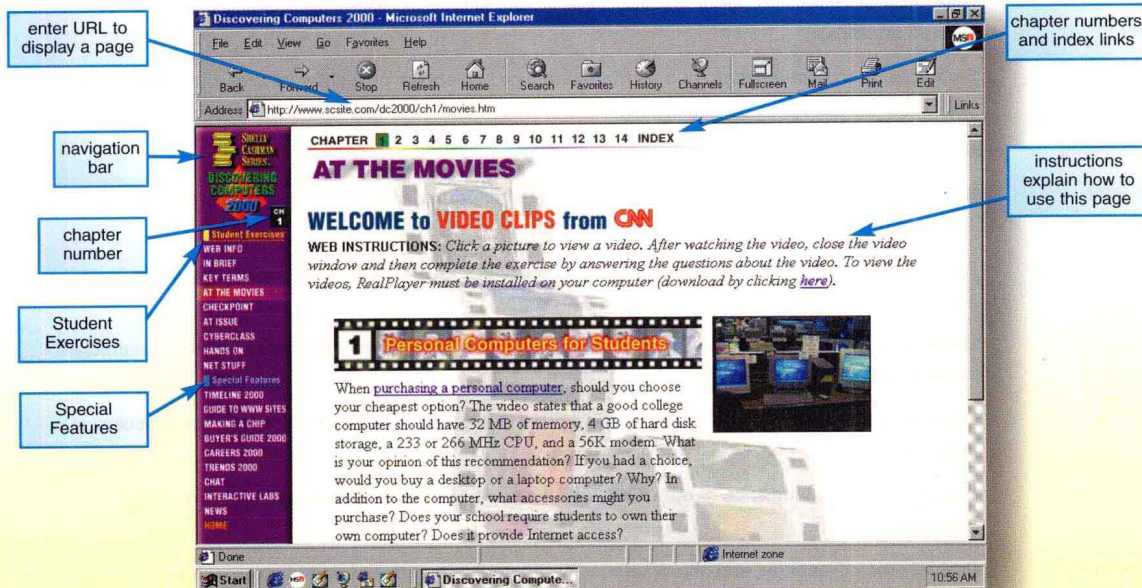 enter URL to
display a page
navigation
bar
chapter
number
Student
Exercises
Special
Features
chapter numbers
and index links
instructions
explain how to
use this page
Discovering Computers 2000 - Microsoft Internet Explorer
File Edit View Go Favorites Help
MSN
Back Forward Stop Refresh Home Search Favorites History Channels Fullscreen Mail Print Edit
Address http://www.scsite.com/dc2000/ch1/movies.htm Links
SHELLY
CASHMAN
SERIES.
DISCOVERING
COMPUTERS
2000
CH
1
Student Exercises
WEB INFO
IN BRIEF
KEY TERMS
AT THE MOVIES
CHECKPOINT
AT ISSUE
CYBERCLASS
HANDS ON
NET STUFF
Special Features
TIMELINE 2000
GUIDE TO WWW SITES
MAKING A CHIP
BUYER'S GUIDE 2000
CAREERS 2000
TRENDS 2000
CHAT
INTERACTIVE LABS
NEWS
HOME
CHAPTER 1 2 3 4 5 6 7 8 9 10 11 12 13 14 INDEX
AT THE MOVIES
WELCOME to VIDEO CLIPS from CNN
WEB INSTRUCTIONS: Click a picture to view a video. After watching the video, close the video
window and then complete the exercise by answering the questions about the video. To view the
videos, RealPlayer must be installed on your computer (download by clicking here).
1 Personal Computers for Students
When purchasing a personal computer, should you choose
your cheapest option? The video states that a good college
computer should have 32 MB of memory, 4 GB of hard disk
storage, a 233 or 266 MHz CPU, and a 56K modem. What
is your opinion of this recommendation? If you had a choice,
would you buy a desktop or a laptop computer? Why? In
addition to the computer, what accessories might you
purchase? Does your school require students to own their
own computer? Does it provide Internet access?
Done Internet zone
Start Discovering Compute... 10:56 AM